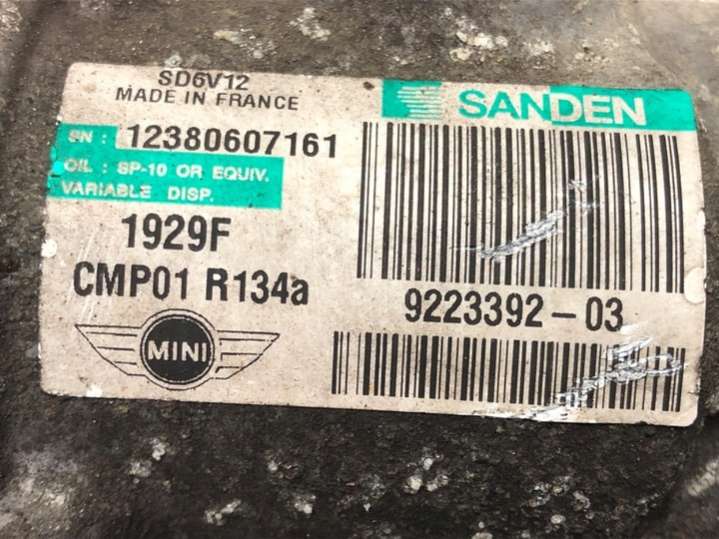 SD6V12
MADE IN FRANCE
SANDEN
SN : 12380607161
OIL : SP-10 OR EQUIV.
VARIABLE DISP.
1929F
CMP01 R134a
9223392-03
MINI